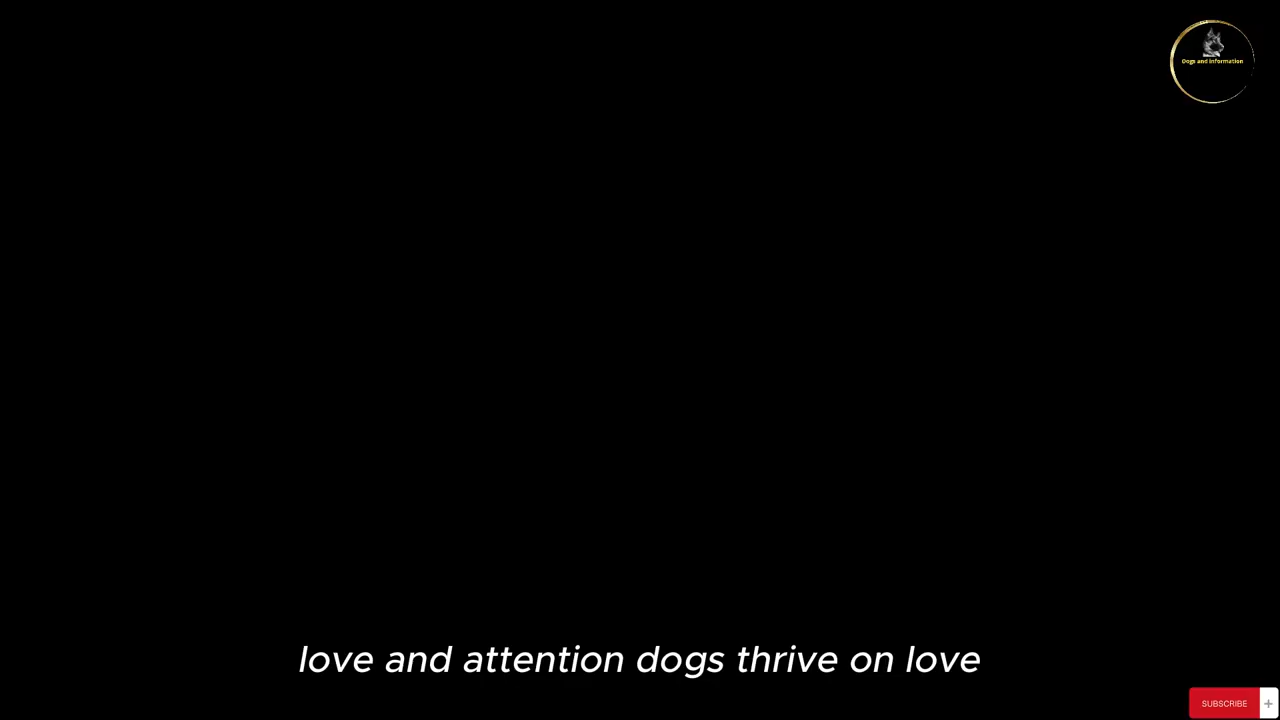 Dogs and information
love and attention dogs thrive on love
SUBSCRIBE +